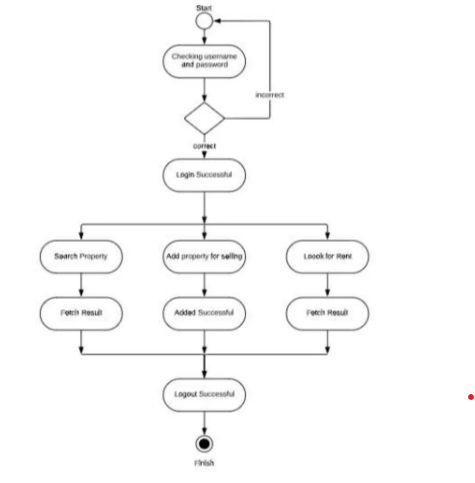 Start
Checking username
and password
incorrect
correct
Login Successful
Search Property
Add property for selling
Loook for Rent
Fetch Result
Added Successful
Fetch Result
Logout Successful
Finish